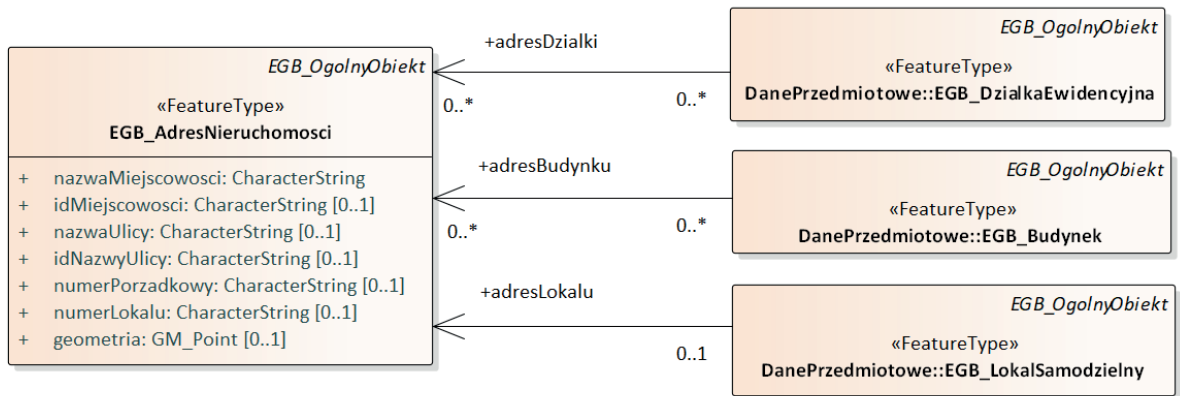 EGB_OgolnyObiekt
«FeatureType»
EGB_AdresNieruchomosci
+ nazwaMiejscowosci: CharacterString
+ idMiejscowosci: CharacterString [0..1]
+ nazwaUlicy: CharacterString [0..1]
+ idNazwyUlicy: CharacterString [0..1]
+ numerPorzadkowy: CharacterString [0..1]
+ numerLokalu: CharacterString [0..1]
+ geometria: GM_Point [0..1]
+adresDzialki
0..*
0..*
EGB_OgolnyObiekt
«FeatureType»
DanePrzedmiotowe::EGB_DzialkaEwidencyjna
+adresBudynku
0..*
0..*
EGB_OgolnyObiekt
«FeatureType»
DanePrzedmiotowe::EGB_Budynek
+adresLokalu
0..1
EGB_OgolnyObiekt
«FeatureType»
DanePrzedmiotowe::EGB_LokalSamodzielny